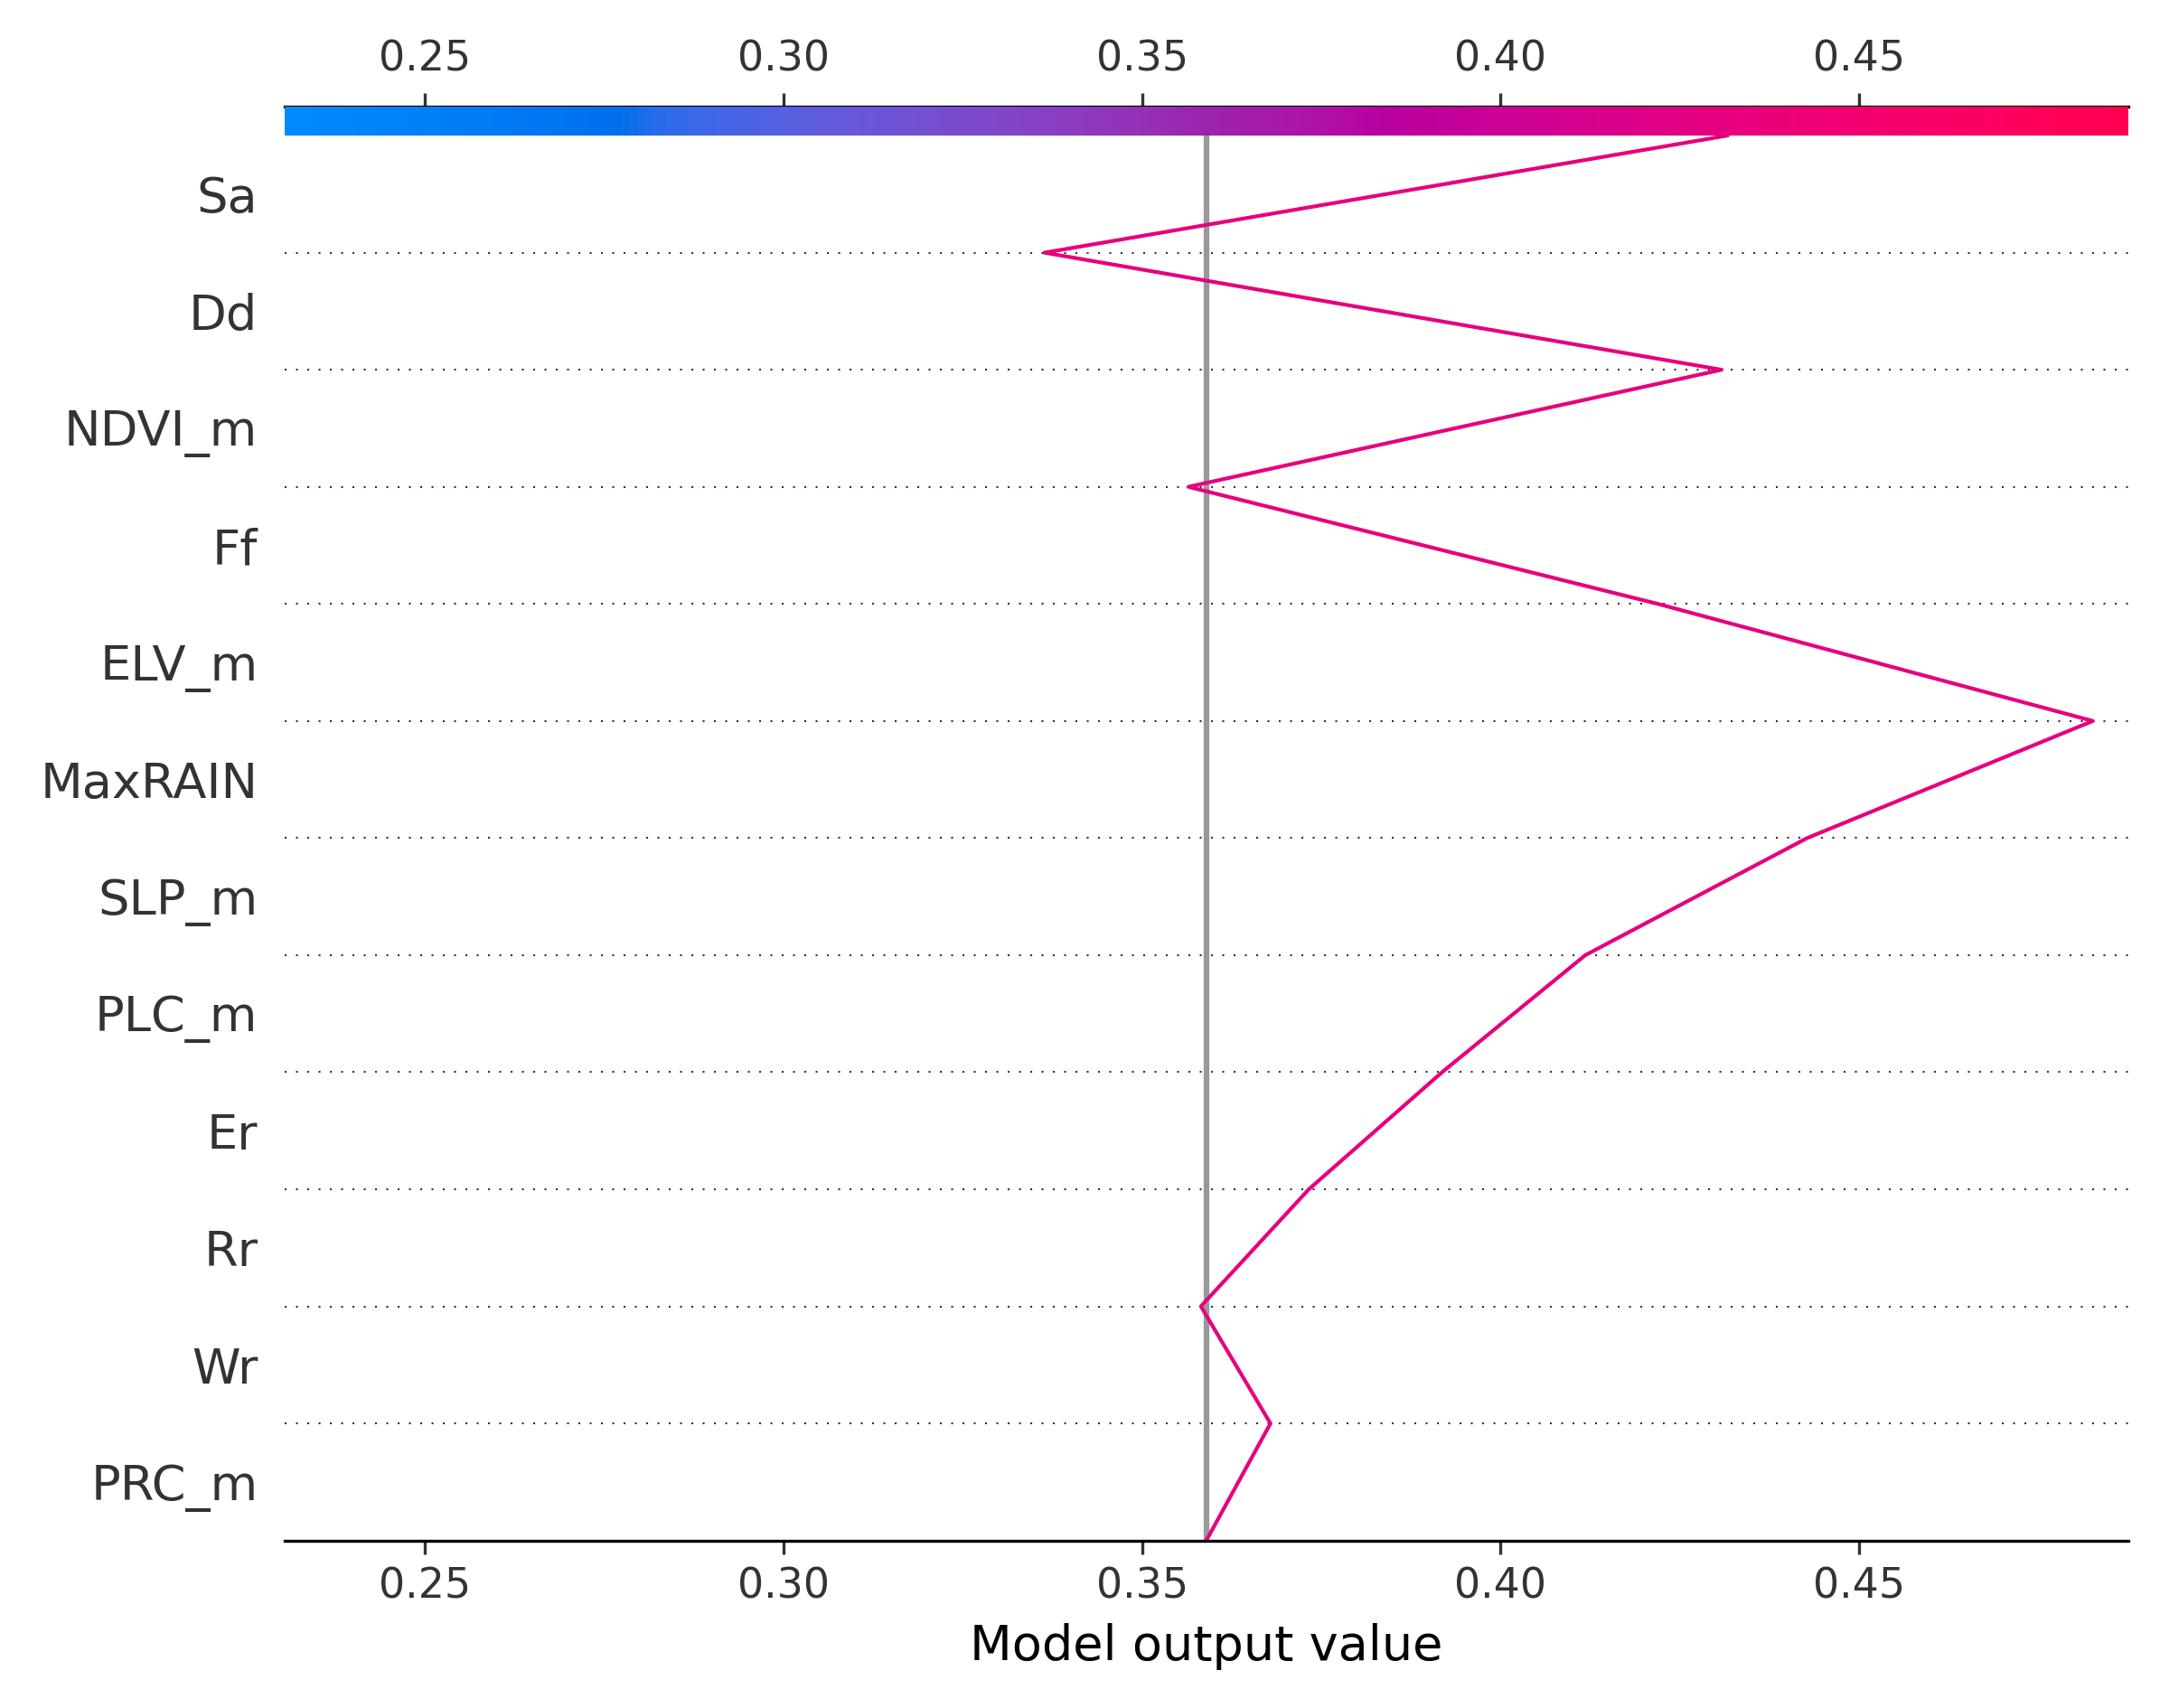 0.25 0.30 0.35 0.40 0.45
Sa
Dd
NDVI_m
Ff
ELV_m
MaxRAIN
SLP_m
PLC_m
Er
Rr
Wr
PRC_m
0.25 0.30 0.35 0.40 0.45
Model output value